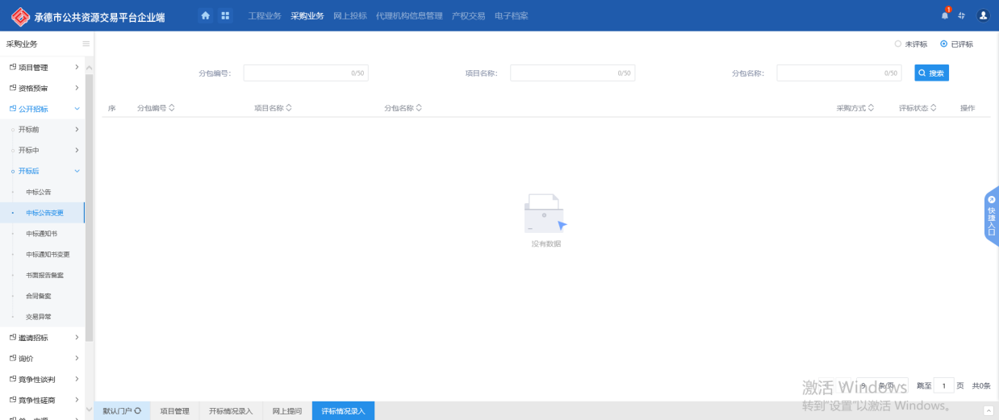 承德市公共资源交易平台企业端
工程业务 采购业务 网上投标 代理机构信息管理 产权交易 电子档案
1
采购业务
未评标 已评标
项目管理
资格预审
公开招标
开标前
开标中
开标后
中标公告
中标公告变更
中标通知书
中标通知书变更
书面报告备案
合同备案
交易异常
邀请招标
询价
竞争性谈判
竞争性磋商
分包编号： 0/50 项目名称： 0/50 分包名称： 0/50 搜索
序 分包编号 项目名称 分包名称 采购方式 评标状态 操作
没有数据
快捷入口
9 条/页 跳至 1 页 共0条
激活 Windows
转到"设置"以激活 Windows。
默认门户 项目管理 开标情况录入 网上提问 评标情况录入